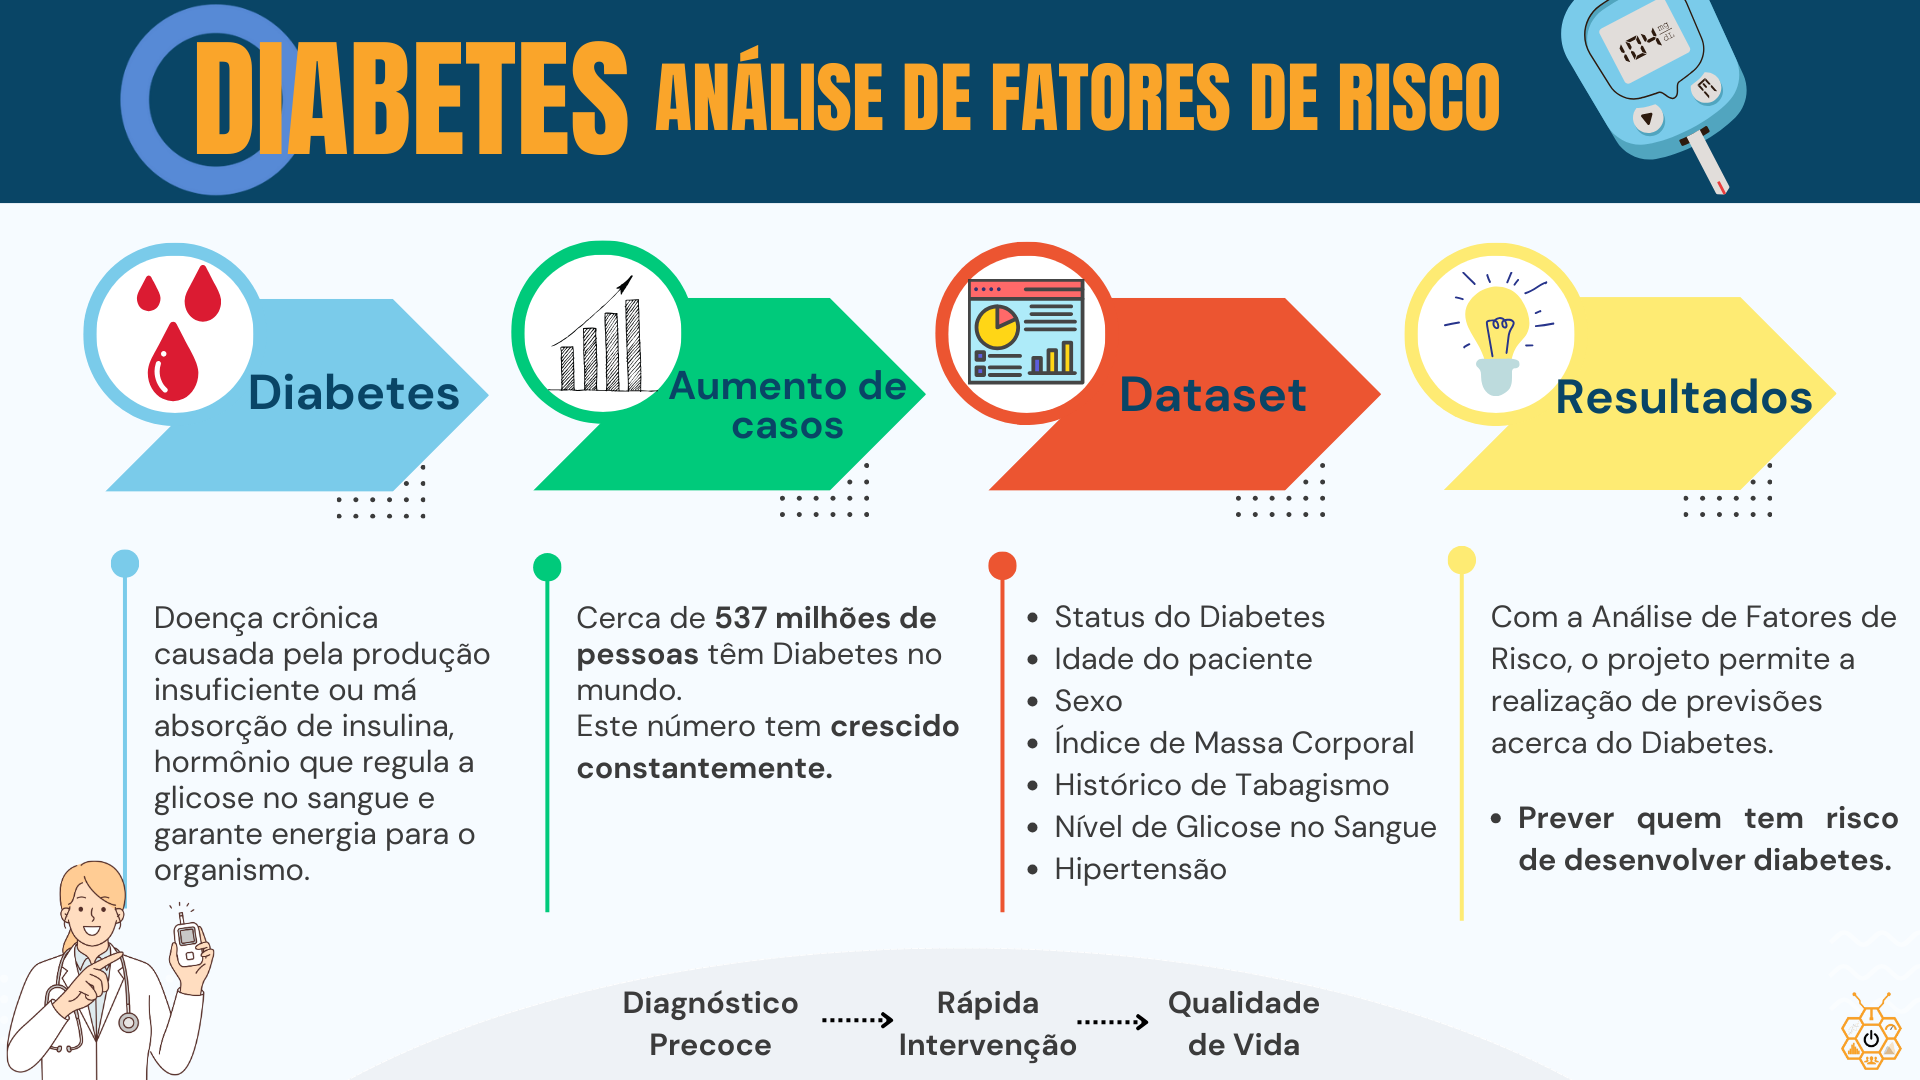 DIABETES ANÁLISE DE FATORES DE RISCO
104 mg/dL
Diabetes
Doença crônica
causada pela produção
insuficiente ou má
absorção de insulina,
hormônio que regula a
glicose no sangue e
garante energia para o
organismo.
Aumento de
casos
Cerca de 537 milhões de
pessoas têm Diabetes no
mundo.
Este número tem crescido
constantemente.
Dataset
• Status do Diabetes
• Idade do paciente
• Sexo
• Índice de Massa Corporal
• Histórico de Tabagismo
• Nível de Glicose no Sangue
• Hipertensão
Resultados
Com a Análise de Fatores de
Risco, o projeto permite a
realização de previsões
acerca do Diabetes.
• Prever quem tem risco
de desenvolver diabetes.
Diagnóstico
Precoce
Rápida
Intervenção
Qualidade
de Vida